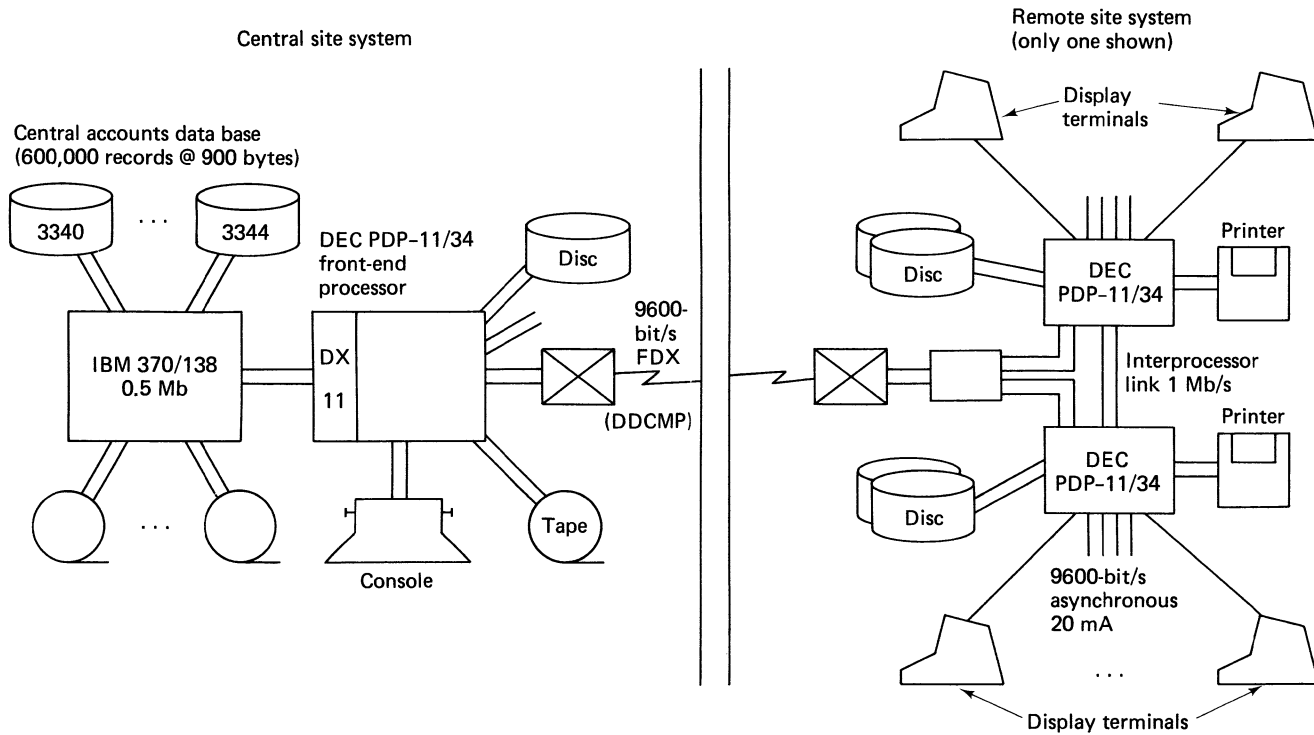 Central site system
Remote site system
(only one shown)
Central accounts data base
(600,000 records @ 900 bytes)
3340
. . .
3344
DEC PDP-11/34
front-end
processor
Disc
IBM 370/138
0.5 Mb
DX
11
9600-
bit/s
FDX
(DDCMP)
. . .
Console
Tape
Display
terminals
Disc
DEC
PDP-11/34
Printer
Interprocessor
link 1 Mb/s
Disc
DEC
PDP-11/34
Printer
9600-bit/s
asynchronous
20 mA
. . .
Display terminals